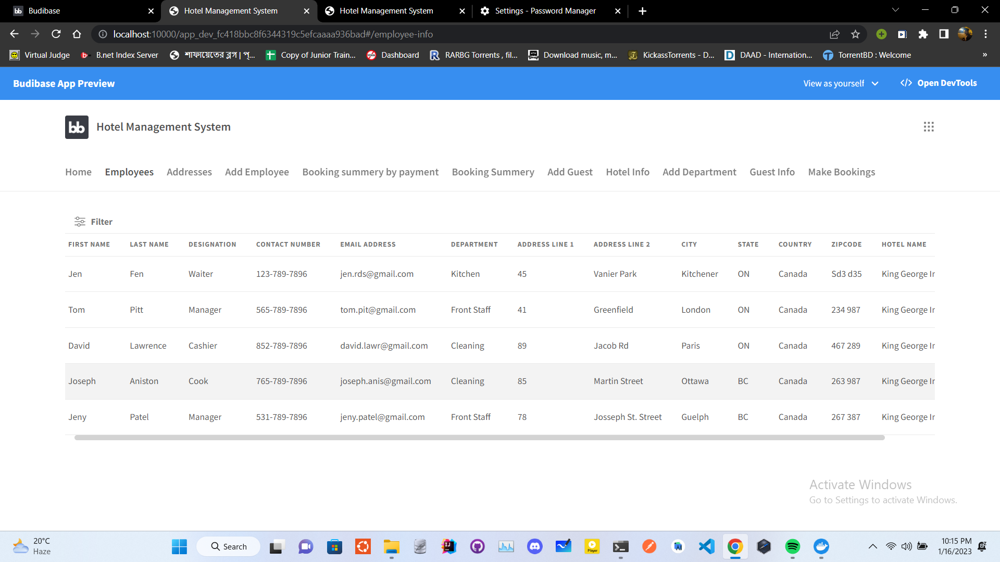 Budibase
Hotel Management System
Hotel Management System
Settings - Password Manager
localhost:10000/app_dev_fc418bbc8f6344319c5efcaaaa936bad#/employee-info
Virtual Judge
B.net Index Server
শাফায়েতের ব্লগ | প্...
Copy of Junior Train...
Dashboard
RARBG Torrents , fil...
Download music, m...
KickassTorrents - D...
DAAD - Internation...
TorrentBD : Welcome
»
Budibase App Preview
View as yourself
</> Open DevTools
bb Hotel Management System
Home Employees Addresses Add Employee Booking summery by payment Booking Summery Add Guest Hotel Info Add Department Guest Info Make Bookings
Filter
FIRST NAME LAST NAME DESIGNATION CONTACT NUMBER EMAIL ADDRESS DEPARTMENT ADDRESS LINE 1 ADDRESS LINE 2 CITY STATE COUNTRY ZIPCODE HOTEL NAME
Jen Fen Waiter 123-789-7896 jen.rds@gmail.com Kitchen 45 Vanier Park Kitchener ON Canada Sd3 d35 King George Ir
Tom Pitt Manager 565-789-7896 tom.pit@gmail.com Front Staff 41 Greenfield London ON Canada 234 987 King George Ir
David Lawrence Cashier 852-789-7896 david.lawr@gmail.com Cleaning 89 Jacob Rd Paris ON Canada 467 289 King George Ir
Joseph Aniston Cook 765-789-7896 joseph.anis@gmail.com Cleaning 85 Martin Street Ottawa BC Canada 263 987 King George Ir
Jeny Patel Manager 531-789-7896 jeny.patel@gmail.com Front Staff 78 Josseph St. Street Guelph BC Canada 267 387 King George Ir
Activate Windows
Go to Settings to activate Windows.
20°C
Haze
Search
10:15 PM
1/16/2023